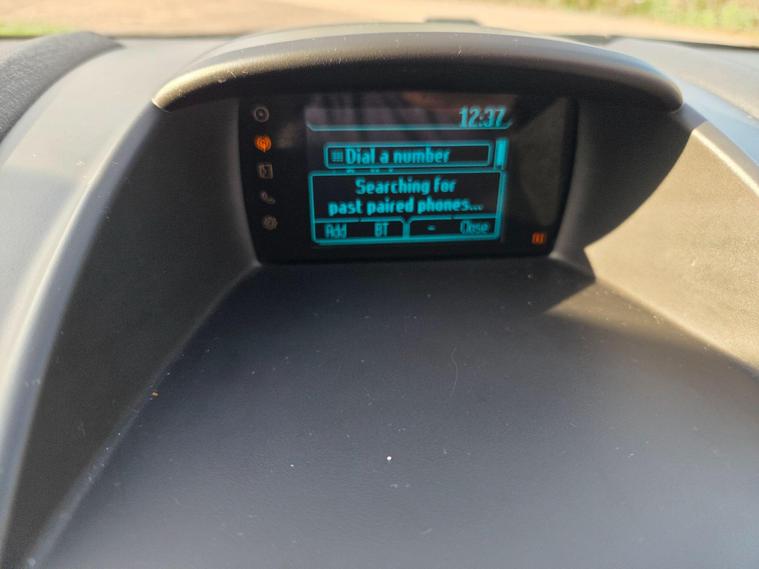 12:37
Dial a number
Searching for
past paired phones...
Add BT - Close